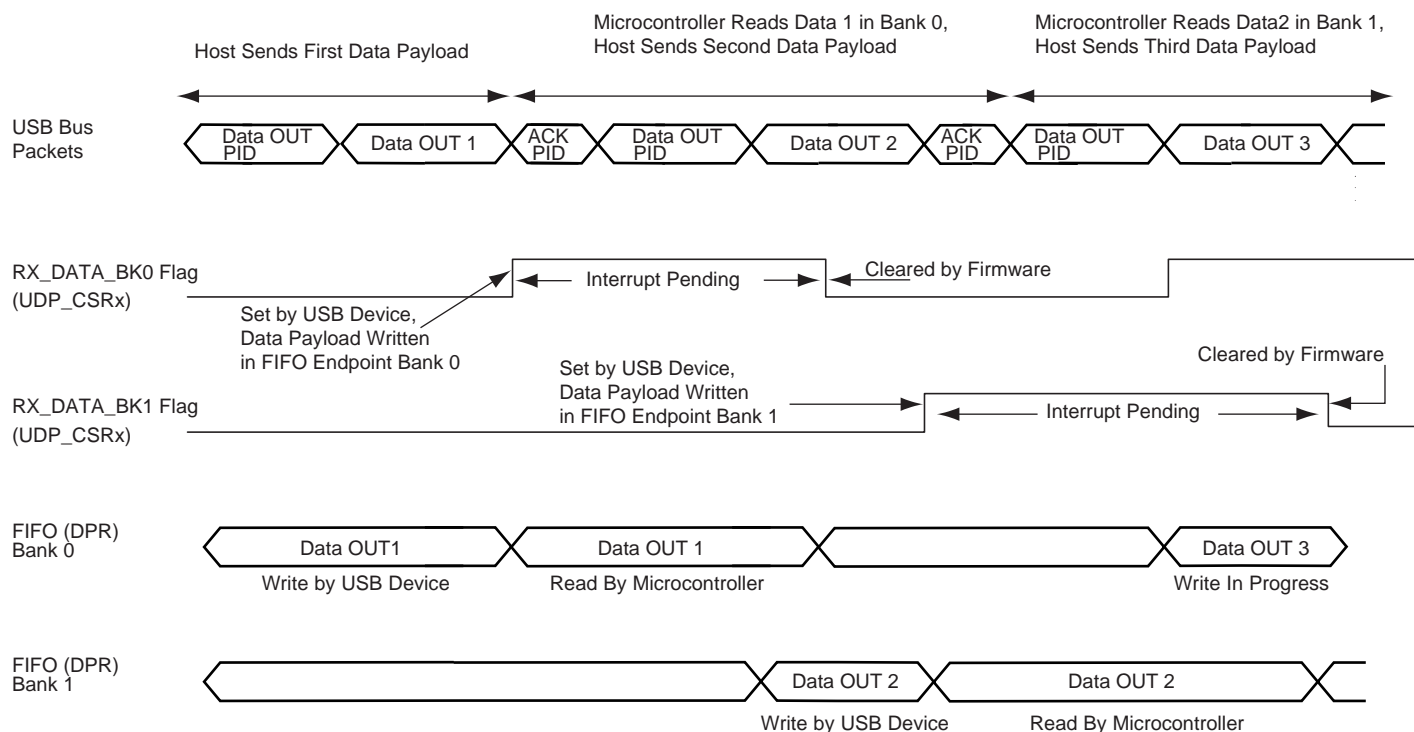 Host Sends First Data Payload
Microcontroller Reads Data 1 in Bank 0,
Host Sends Second Data Payload
Microcontroller Reads Data2 in Bank 1,
Host Sends Third Data Payload
USB Bus
Packets
Data OUT
PID
Data OUT 1
ACK
PID
Data OUT
PID
Data OUT 2
ACK
PID
Data OUT
PID
Data OUT 3
RX_DATA_BK0 Flag
(UDP_CSRx)
Interrupt Pending
Cleared by Firmware
Set by USB Device,
Data Payload Written
in FIFO Endpoint Bank 0
RX_DATA_BK1 Flag
(UDP_CSRx)
Set by USB Device,
Data Payload Written
in FIFO Endpoint Bank 1
Interrupt Pending
Cleared by Firmware
FIFO (DPR)
Bank 0
Data OUT1
Data OUT 1
Data OUT 3
Write by USB Device
Read By Microcontroller
Write In Progress
FIFO (DPR)
Bank 1
Data OUT 2
Data OUT 2
Write by USB Device
Read By Microcontroller